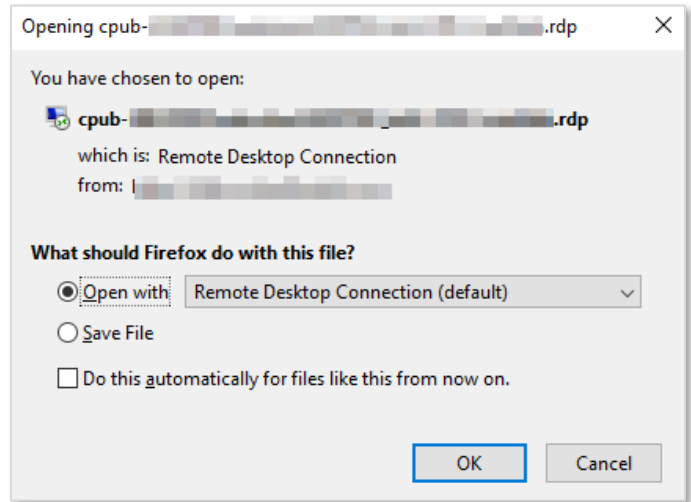 Opening cpub-.rdp
You have chosen to open:
cpub-.rdp
which is: Remote Desktop Connection
from:
What should Firefox do with this file?
Open with Remote Desktop Connection (default)
Save File
Do this automatically for files like this from now on.
OK Cancel